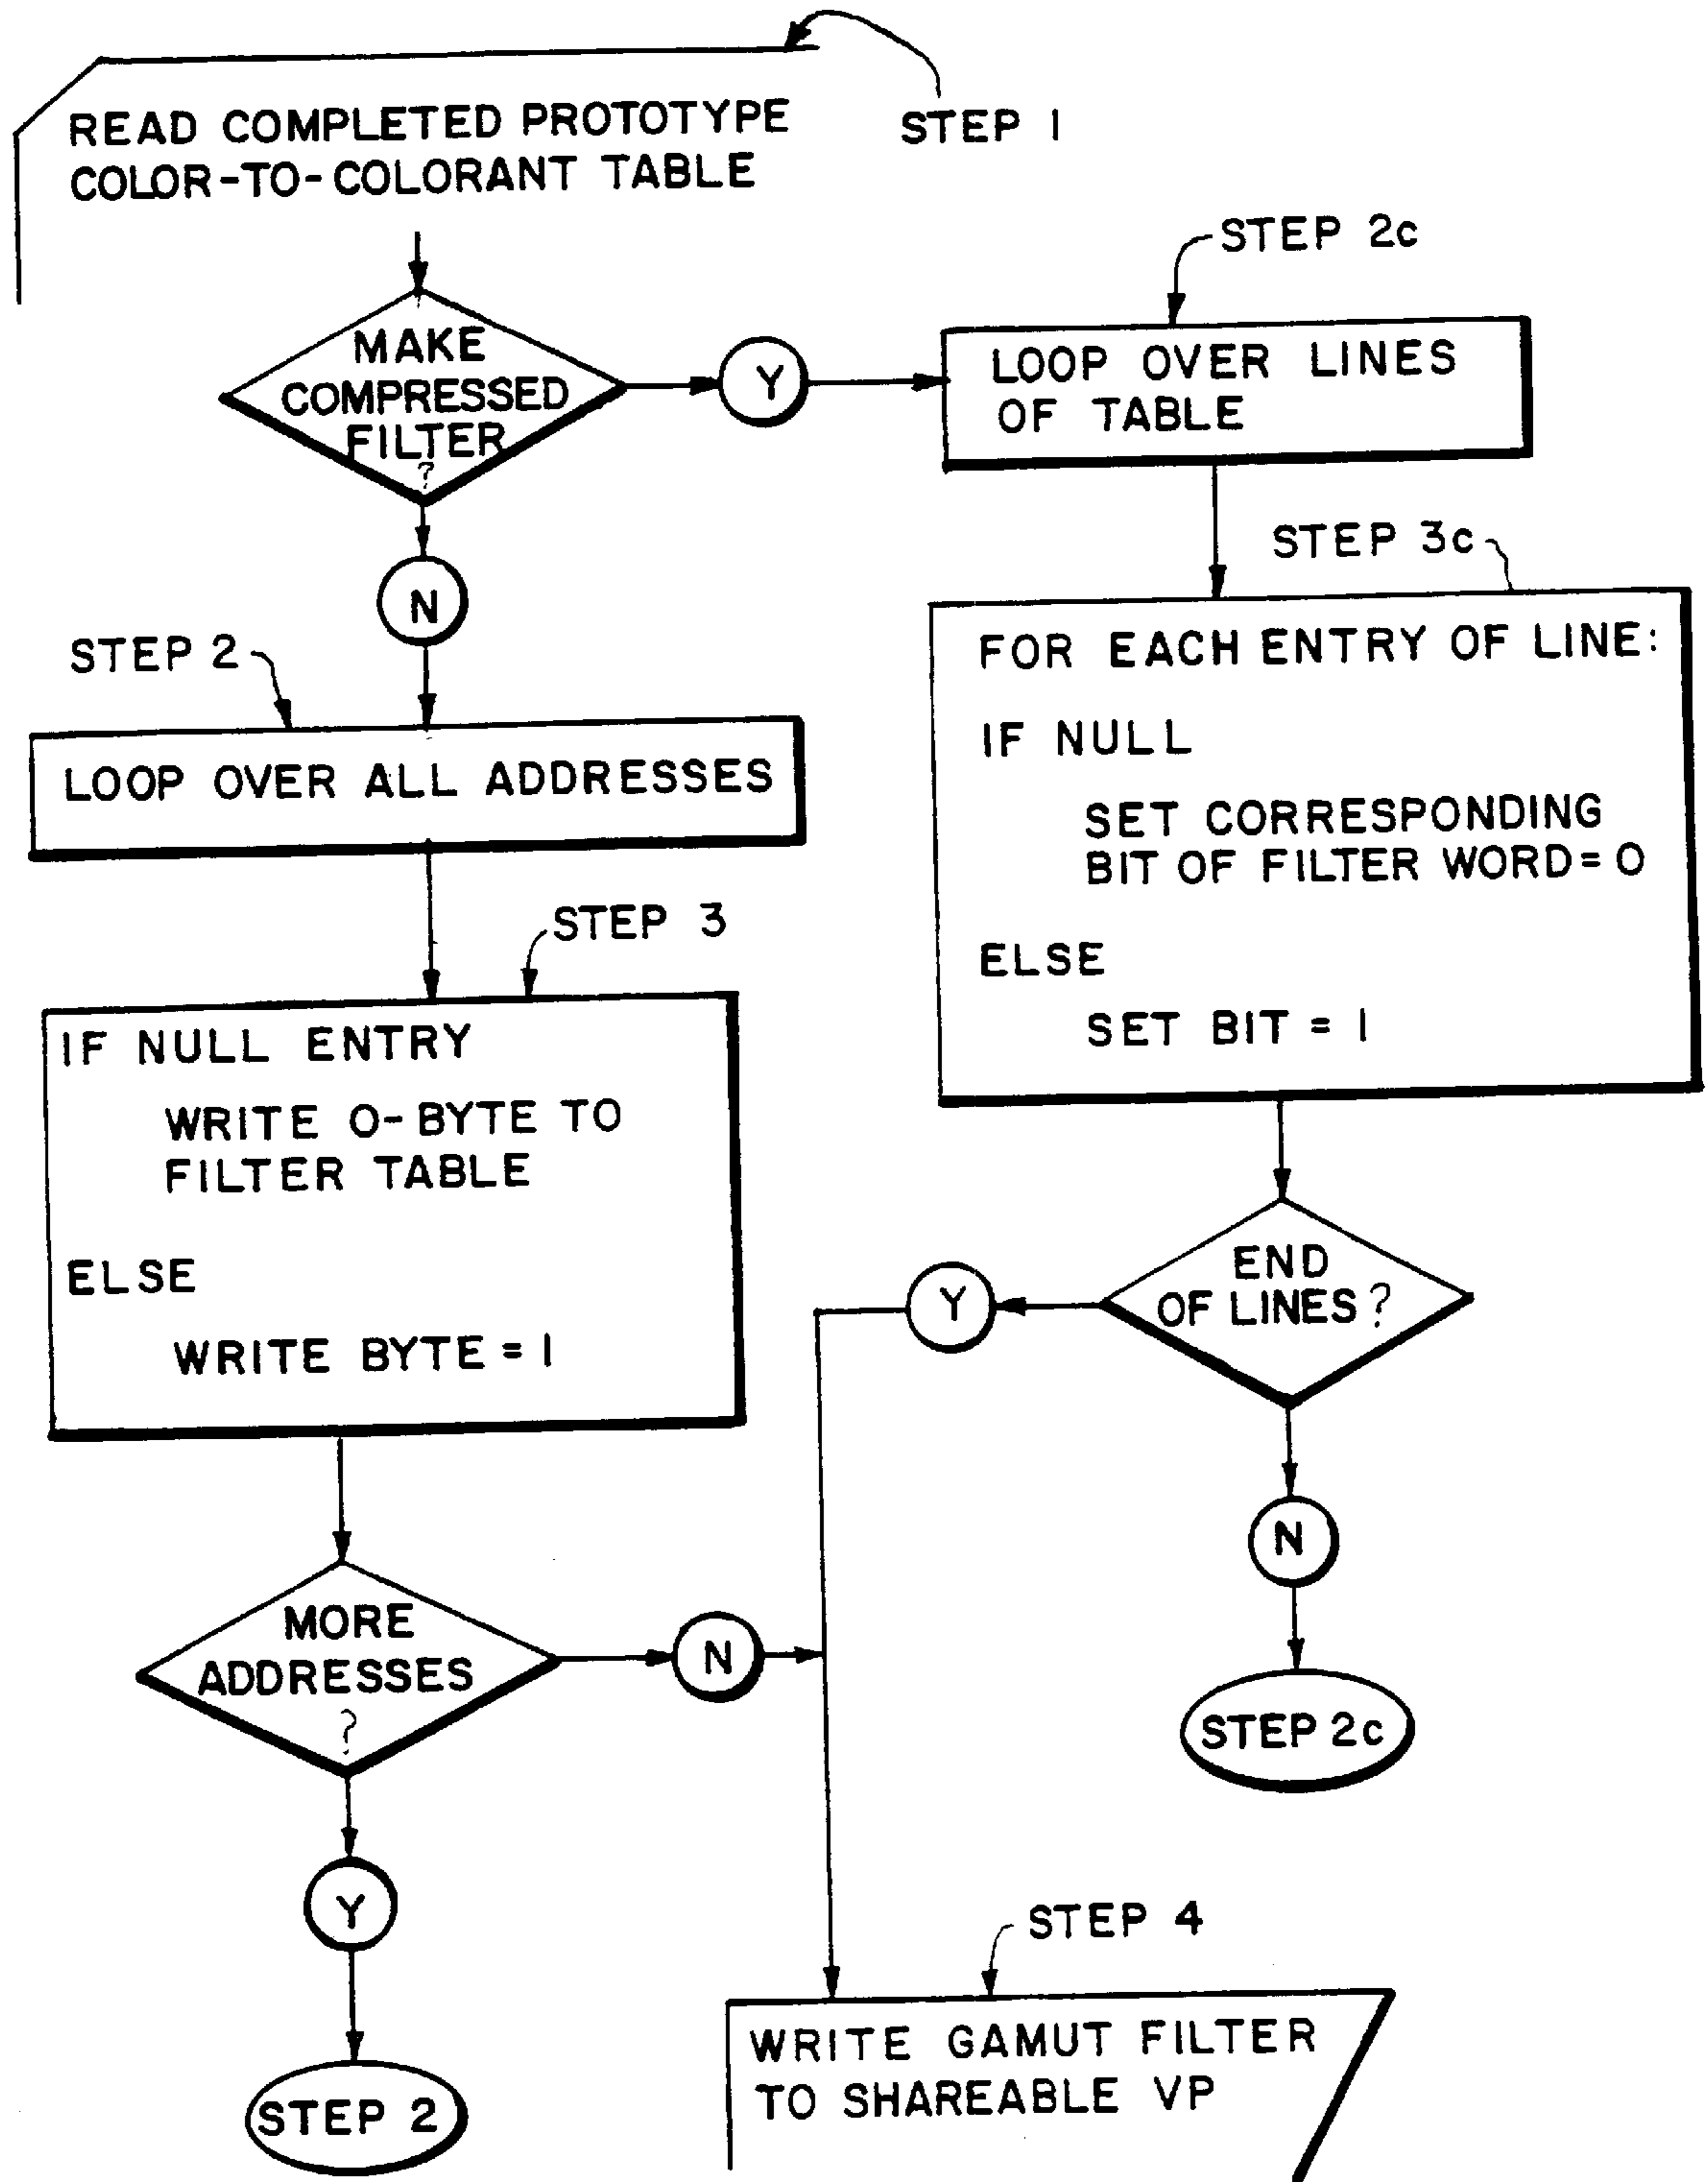 STEP 1
READ COMPLETED PROTOTYPE
COLOR-TO-COLORANT TABLE
MAKE
COMPRESSED
FILTER
?
Y
STEP 2c
LOOP OVER LINES
OF TABLE
STEP 3c
FOR EACH ENTRY OF LINE:
IF NULL
SET CORRESPONDING
BIT OF FILTER WORD=0
ELSE
SET BIT = 1
END
OF LINES?
Y
N
STEP 2c
N
STEP 2
LOOP OVER ALL ADDRESSES
STEP 3
IF NULL ENTRY
WRITE 0-BYTE TO
FILTER TABLE
ELSE
WRITE BYTE = 1
MORE
ADDRESSES
?
N
Y
STEP 2
STEP 4
WRITE GAMUT FILTER
TO SHAREABLE VP